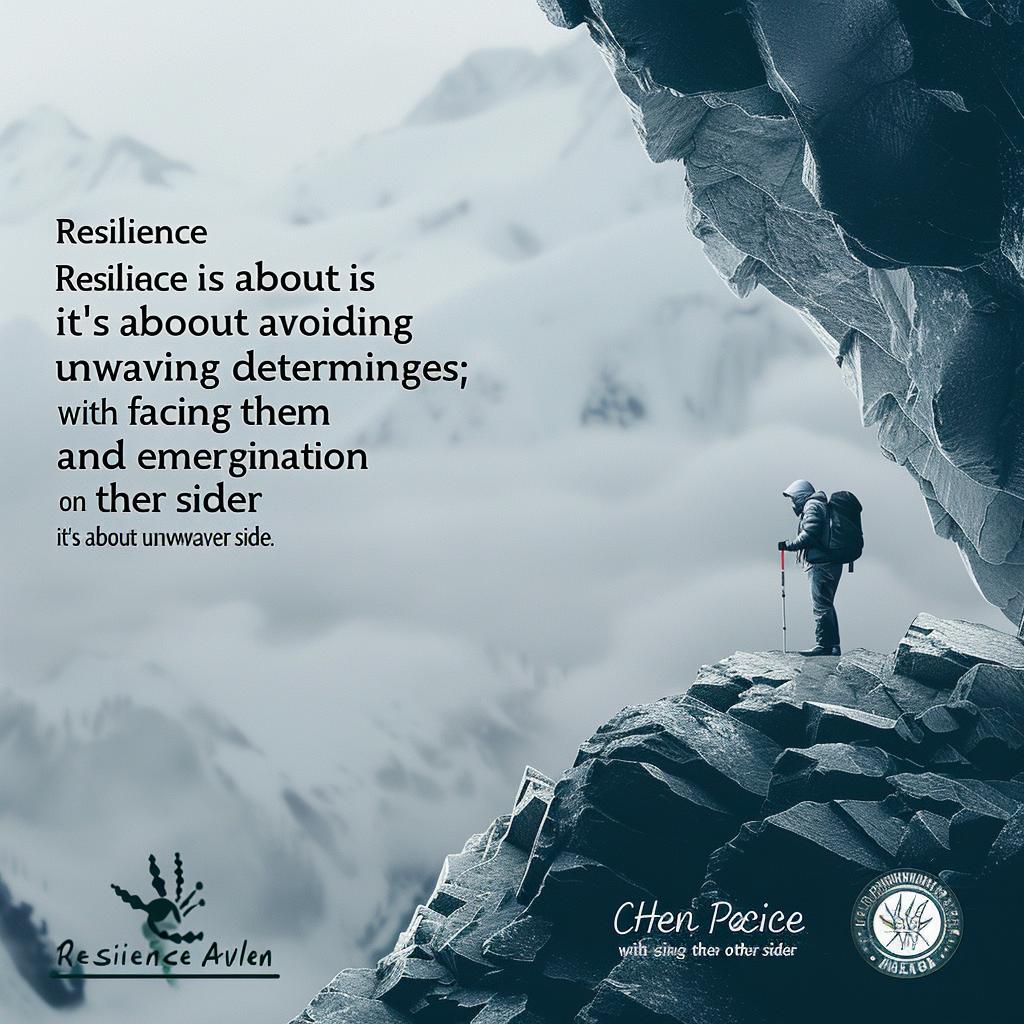 Resilience
Resiliace is about is
it's aboout avoiding
unwaving determinges;
with facing them
and emergination
on ther sider
it's about unwwaver side.
Resiience Avlen
CHen Pecice
with sing ther other sider